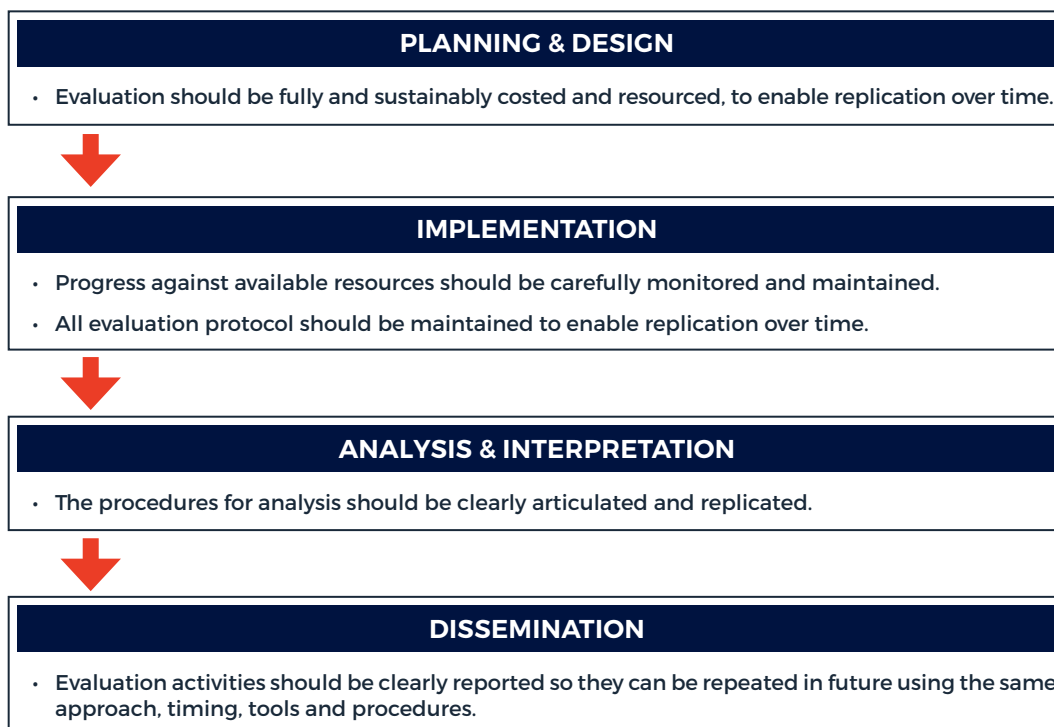 PLANNING & DESIGN
• Evaluation should be fully and sustainably costed and resourced, to enable replication over time.
IMPLEMENTATION
• Progress against available resources should be carefully monitored and maintained.
• All evaluation protocol should be maintained to enable replication over time.
ANALYSIS & INTERPRETATION
• The procedures for analysis should be clearly articulated and replicated.
DISSEMINATION
• Evaluation activities should be clearly reported so they can be repeated in future using the same
approach, timing, tools and procedures.